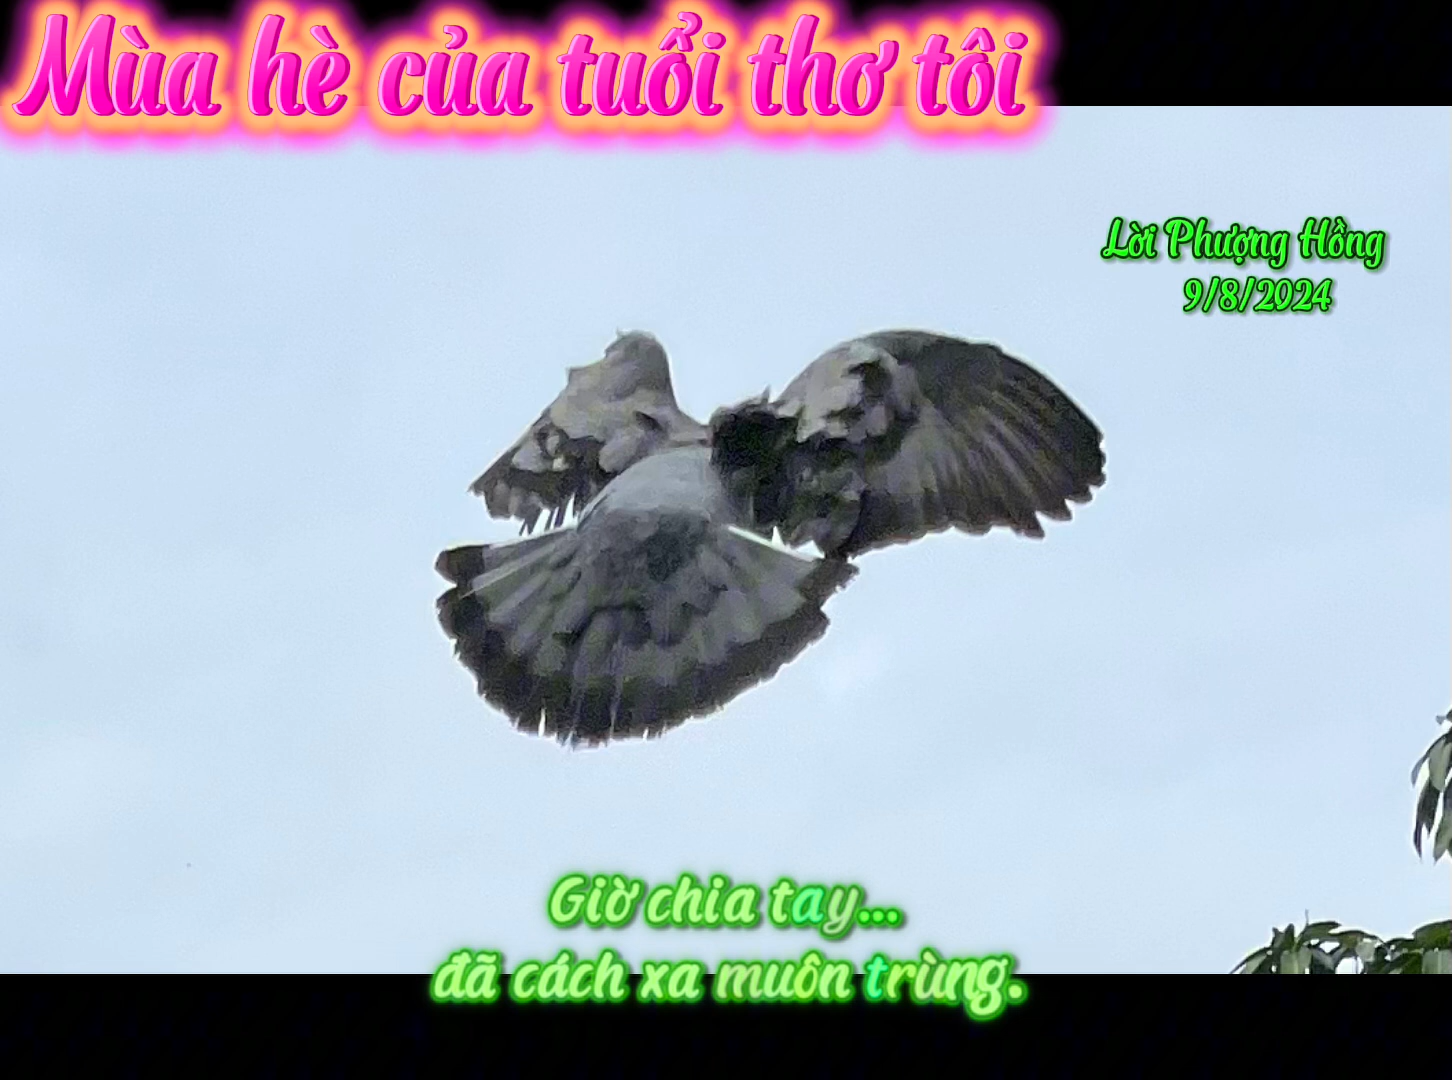 Mùa hè của tuổi thơ tôi
Lời Phượng Hồng
9/8/2024
Giờ chia tay...
đã cách xa muôn trùng.